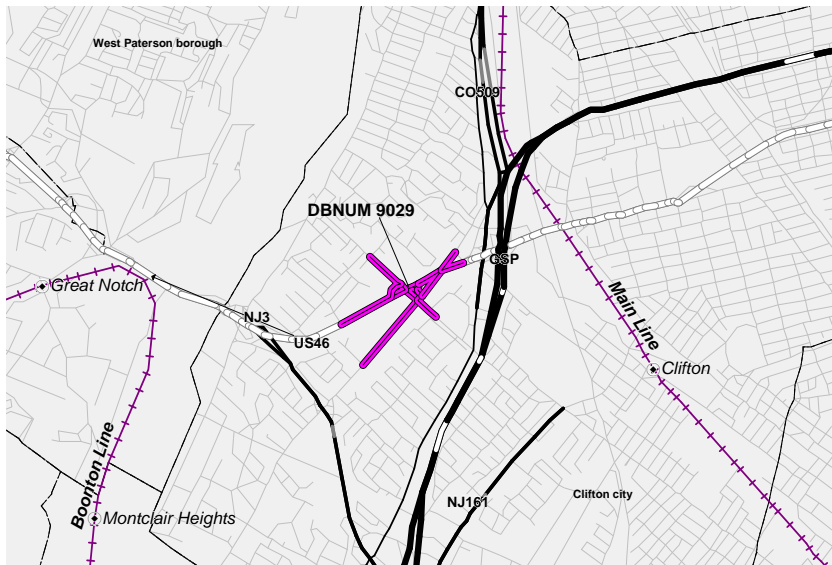 West Paterson borough
CO509
DBNUM 9029
GSP
Great Notch
NJ3
US46
Main Line
Clifton
Boonton Line
Clifton city
NJ161
Montclair Heights